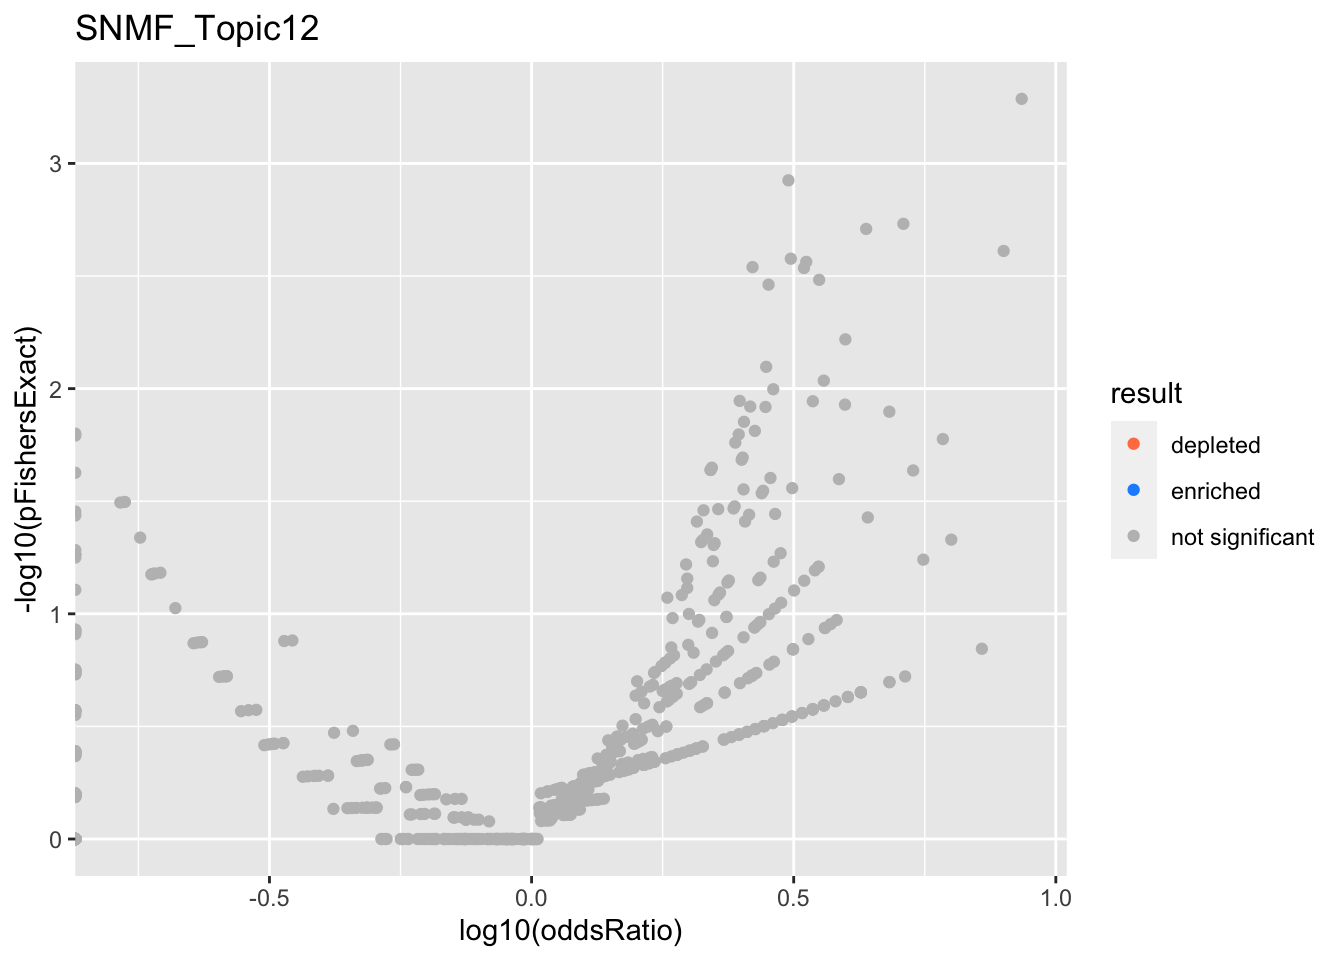 SNMF_Topic12
-log10(pFishersExact)
3
2
1
0
-0.5
0.0
0.5
1.0
log10(oddsRatio)
result
depleted
enriched
not significant